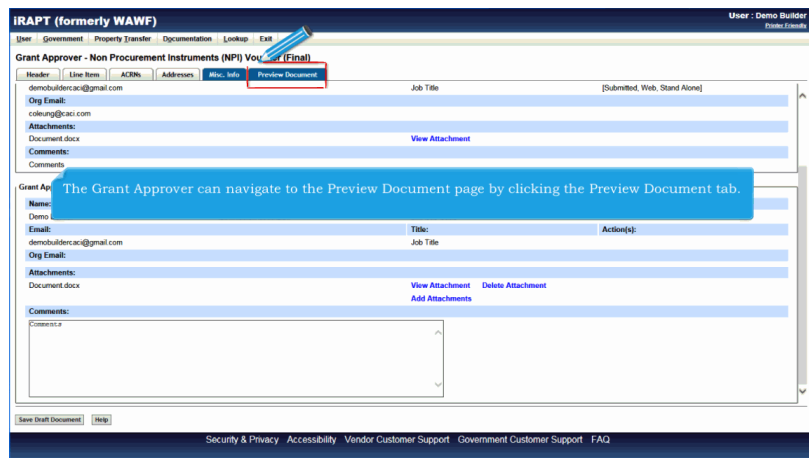 iRAPT (formerly WAWF)
User : Demo Builder
Printer Friendly
User Government Property Transfer Documentation Lookup Exit
Grant Approver - Non Procurement Instruments (NPI) Voucher (Final)
Header Line Item ACRNs Addresses Misc. Info Preview Document
demobuildercaci@gmail.com Job Title [Submitted, Web, Stand Alone]
Org Email:
coleung@caci.com
Attachments:
Document.docx View Attachment
Comments:
Comments
Grant Ap
The Grant Approver can navigate to the Preview Document page by clicking the Preview Document tab.
Name:
Demo
Email: Title: Action(s):
demobuildercaci@gmail.com Job Title
Org Email:
Attachments:
Document.docx View Attachment Delete Attachment
Add Attachments
Comments:
Comments
Save Draft Document Help
Security & Privacy Accessibility Vendor Customer Support Government Customer Support FAQ